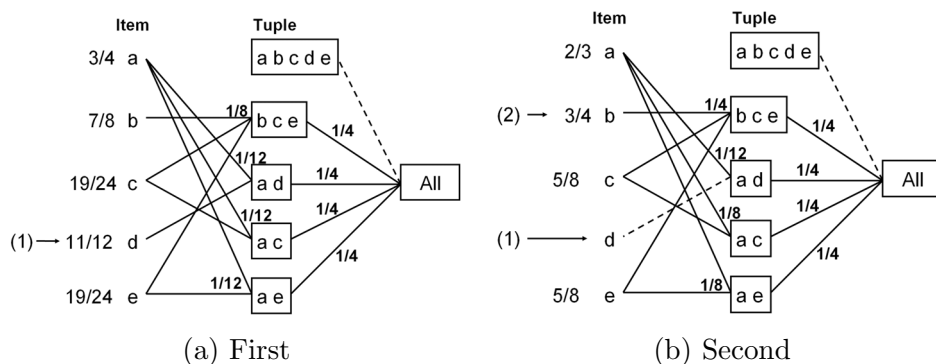 Item Tuple
3/4 a
a b c d e
7/8 b
1/8
b c e
1/4
19/24 c
1/12
a d
1/4
All
(1) 11/12 d
1/12
a c
1/4
19/24 e
1/12
a e
1/4
(a) First
Item Tuple
2/3 a
a b c d e
(2) 3/4 b
1/4
b c e
1/4
5/8 c
1/12
a d
1/4
All
(1) d
1/8
a c
1/4
5/8 e
1/8
a e
1/4
(b) Second